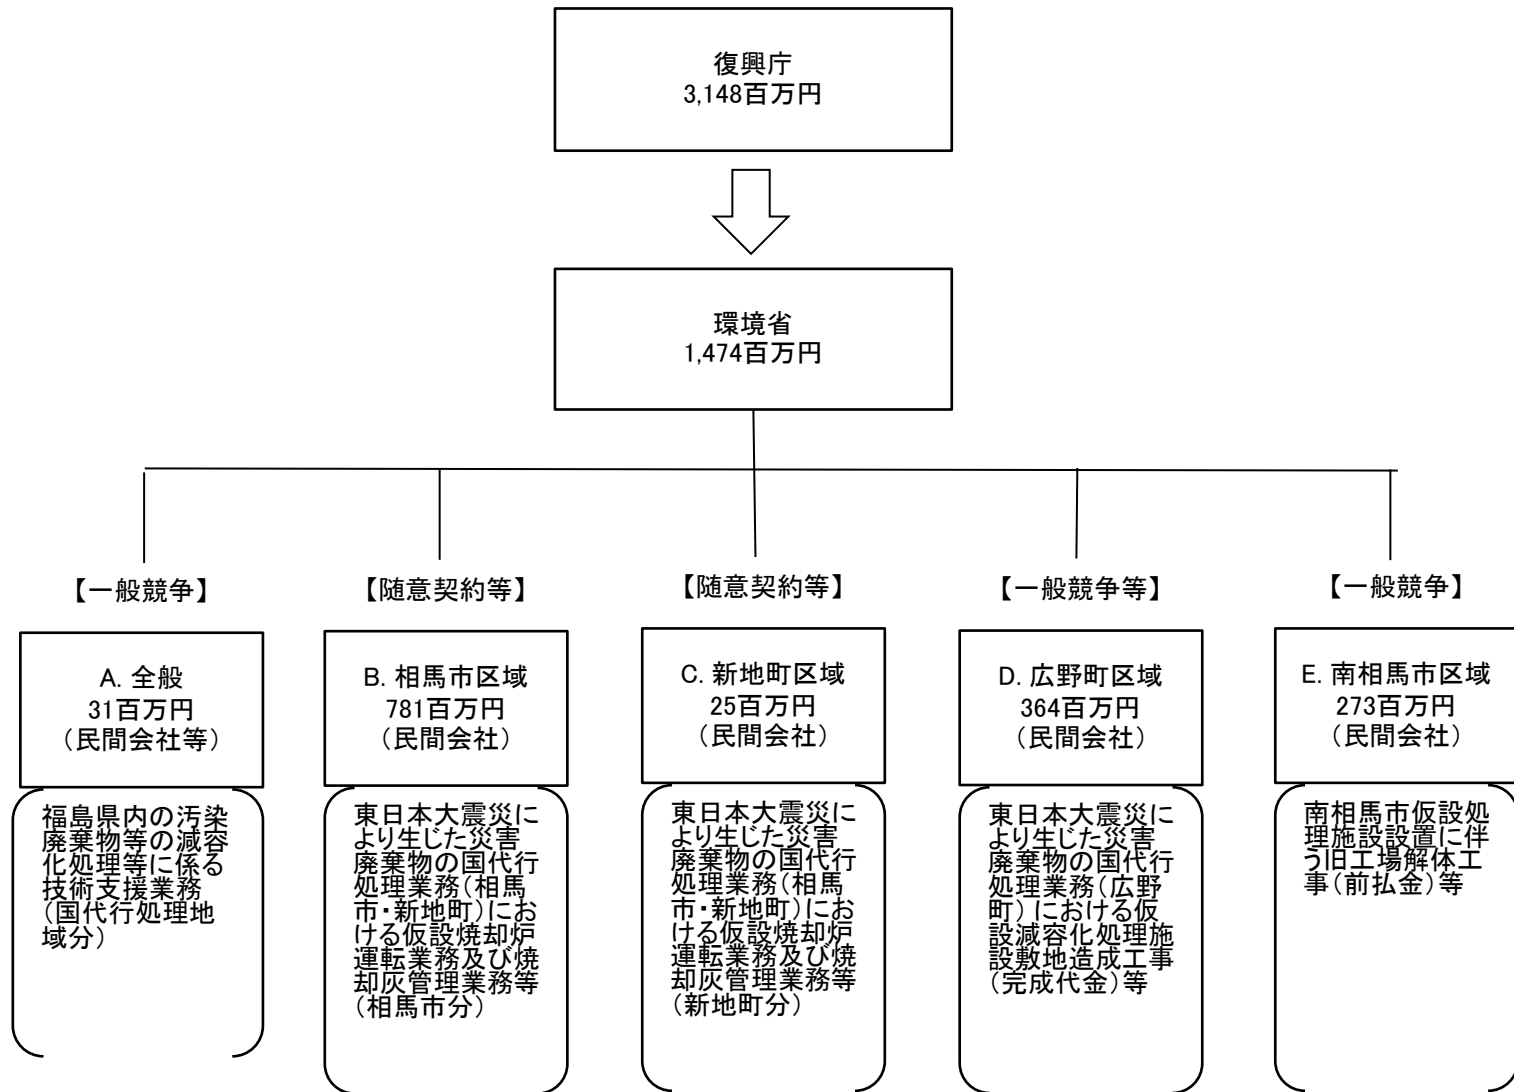 復興庁
3,148百万円
環境省
1,474百万円
【一般競争】
【随意契約等】
【随意契約等】
【一般競争等】
【一般競争】
A. 全般
31百万円
(民間会社等)
B. 相馬市区域
781百万円
(民間会社)
C. 新地町区域
25百万円
(民間会社)
D. 広野町区域
364百万円
(民間会社)
E. 南相馬市区域
273百万円
(民間会社)
福島県内の汚染
廃棄物等の減容
化処理等に係る
技術支援業務
(国代行処理地
域分)
東日本大震災に
より生じた災害
廃棄物の国代行
処理業務(相馬
市・新地町)にお
ける仮設焼却炉
運転業務及び焼
却灰管理業務等
(相馬市分)
東日本大震災に
より生じた災害
廃棄物の国代行
処理業務(相馬
市・新地町)にお
ける仮設焼却炉
運転業務及び焼
却灰管理業務等
(新地町分)
東日本大震災に
より生じた災害
廃棄物の国代行
処理業務(広野
町)における仮
設減容化処理施
設敷地造成工事
(完成代金)等
南相馬市仮設処
理施設設置に伴
う旧工場解体工
事(前払金)等